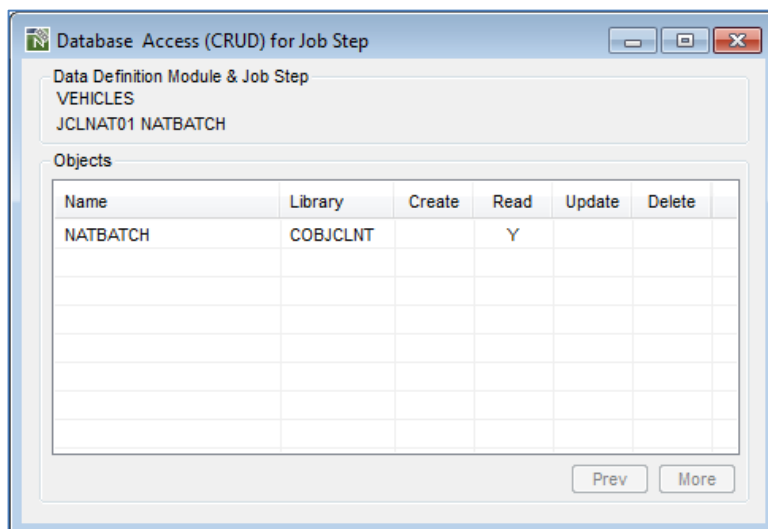 N Database Access (CRUD) for Job Step
Data Definition Module & Job Step
VEHICLES
JCLNAT01 NATBATCH
Objects
Name Library Create Read Update Delete
NATBATCH COBJCLNT Y
Prev More